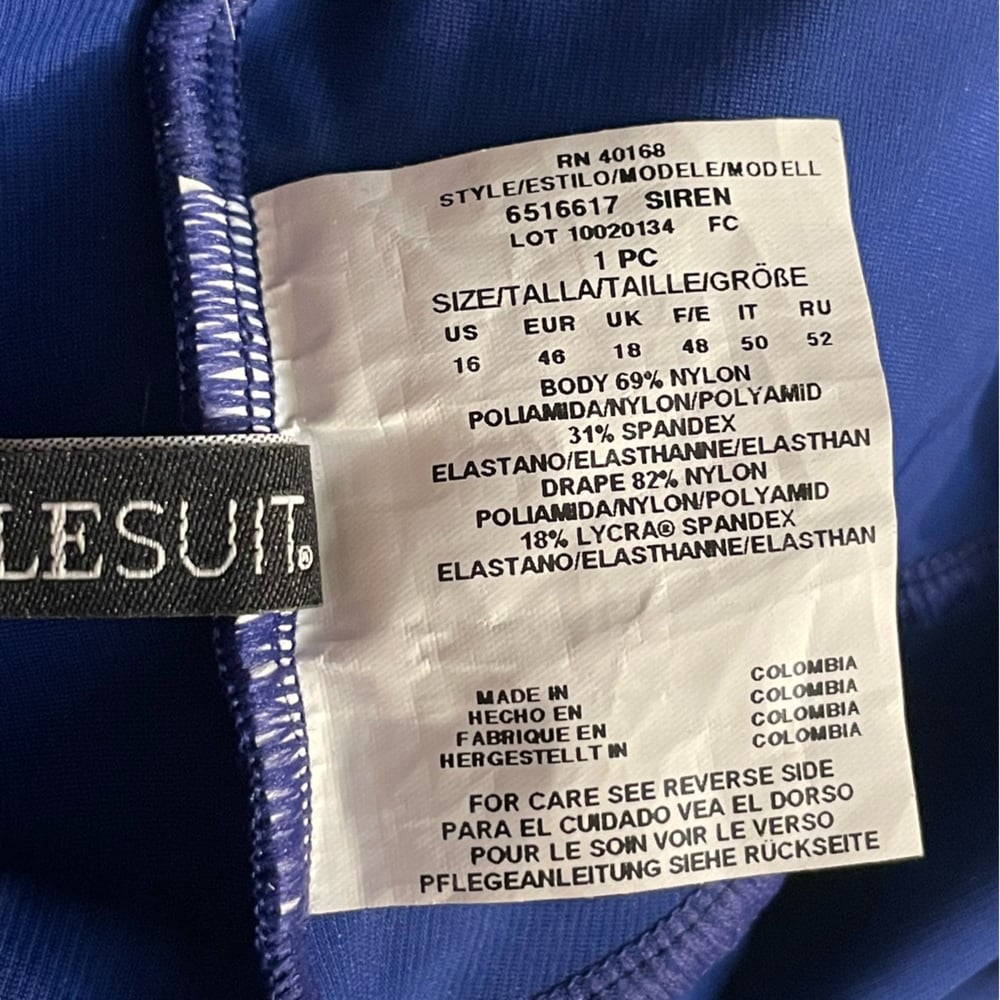 RN 40168
STYLE/ESTILO/MODELE/MODELL
6516617 SIREN
LOT 10020134 FC
1 PC
SIZE/TALLA/TAILLE/GRÖßE
US EUR UK F/E IT RU
16 46 18 48 50 52
BODY 69% NYLON
POLIAMIDA/NYLON/POLYAMID
31% SPANDEX
ELASTANO/ELASTHANNE/ELASTHAN
DRAPE 82% NYLON
POLIAMIDA/NYLON/POLYAMID
18% LYCRA® SPANDEX
ELASTANO/ELASTHANNE/ELASTHAN
LESUIT®
MADE IN COLOMBIA
HECHO EN COLOMBIA
FABRIQUE EN COLOMBIA
HERGESTELLT IN COLOMBIA
FOR CARE SEE REVERSE SIDE
PARA EL CUIDADO VEA EL DORSO
POUR LE SOIN VOIR LE VERSO
PFLEGEANLEITUNG SIEHE RÜCKSEITE